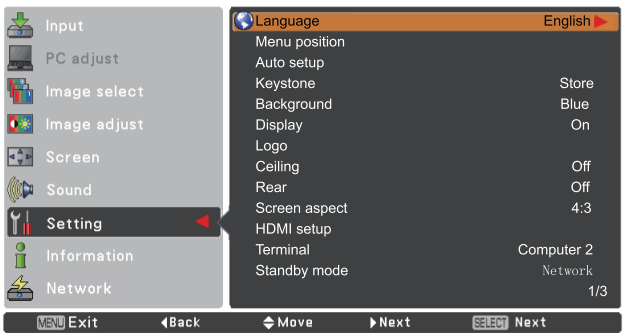 Input
PC adjust
Image select
Image adjust
Screen
Sound
Setting
Information
Network
Language English
Menu position
Auto setup
Keystone Store
Background Blue
Display On
Logo
Ceiling Off
Rear Off
Screen aspect 4:3
HDMI setup
Terminal Computer 2
Standby mode Network
1/3
MENU Exit Back Move Next SELECT Next